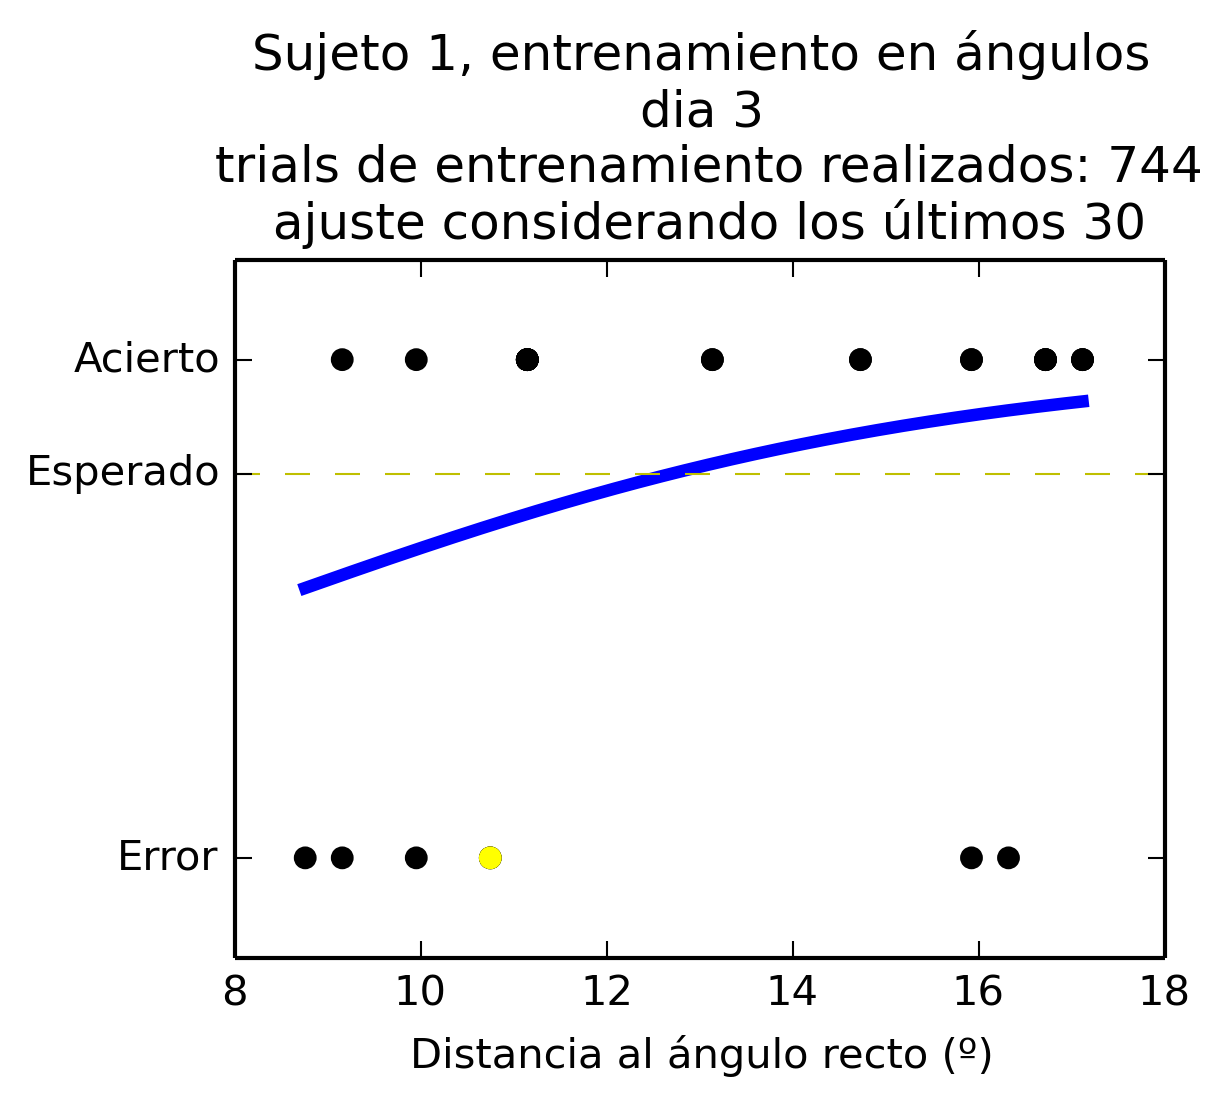 Sujeto 1, entrenamiento en ángulos
dia 3
trials de entrenamiento realizados: 744
ajuste considerando los últimos 30
Acierto
Esperado
Error
8 10 12 14 16 18
Distancia al ángulo recto (º)